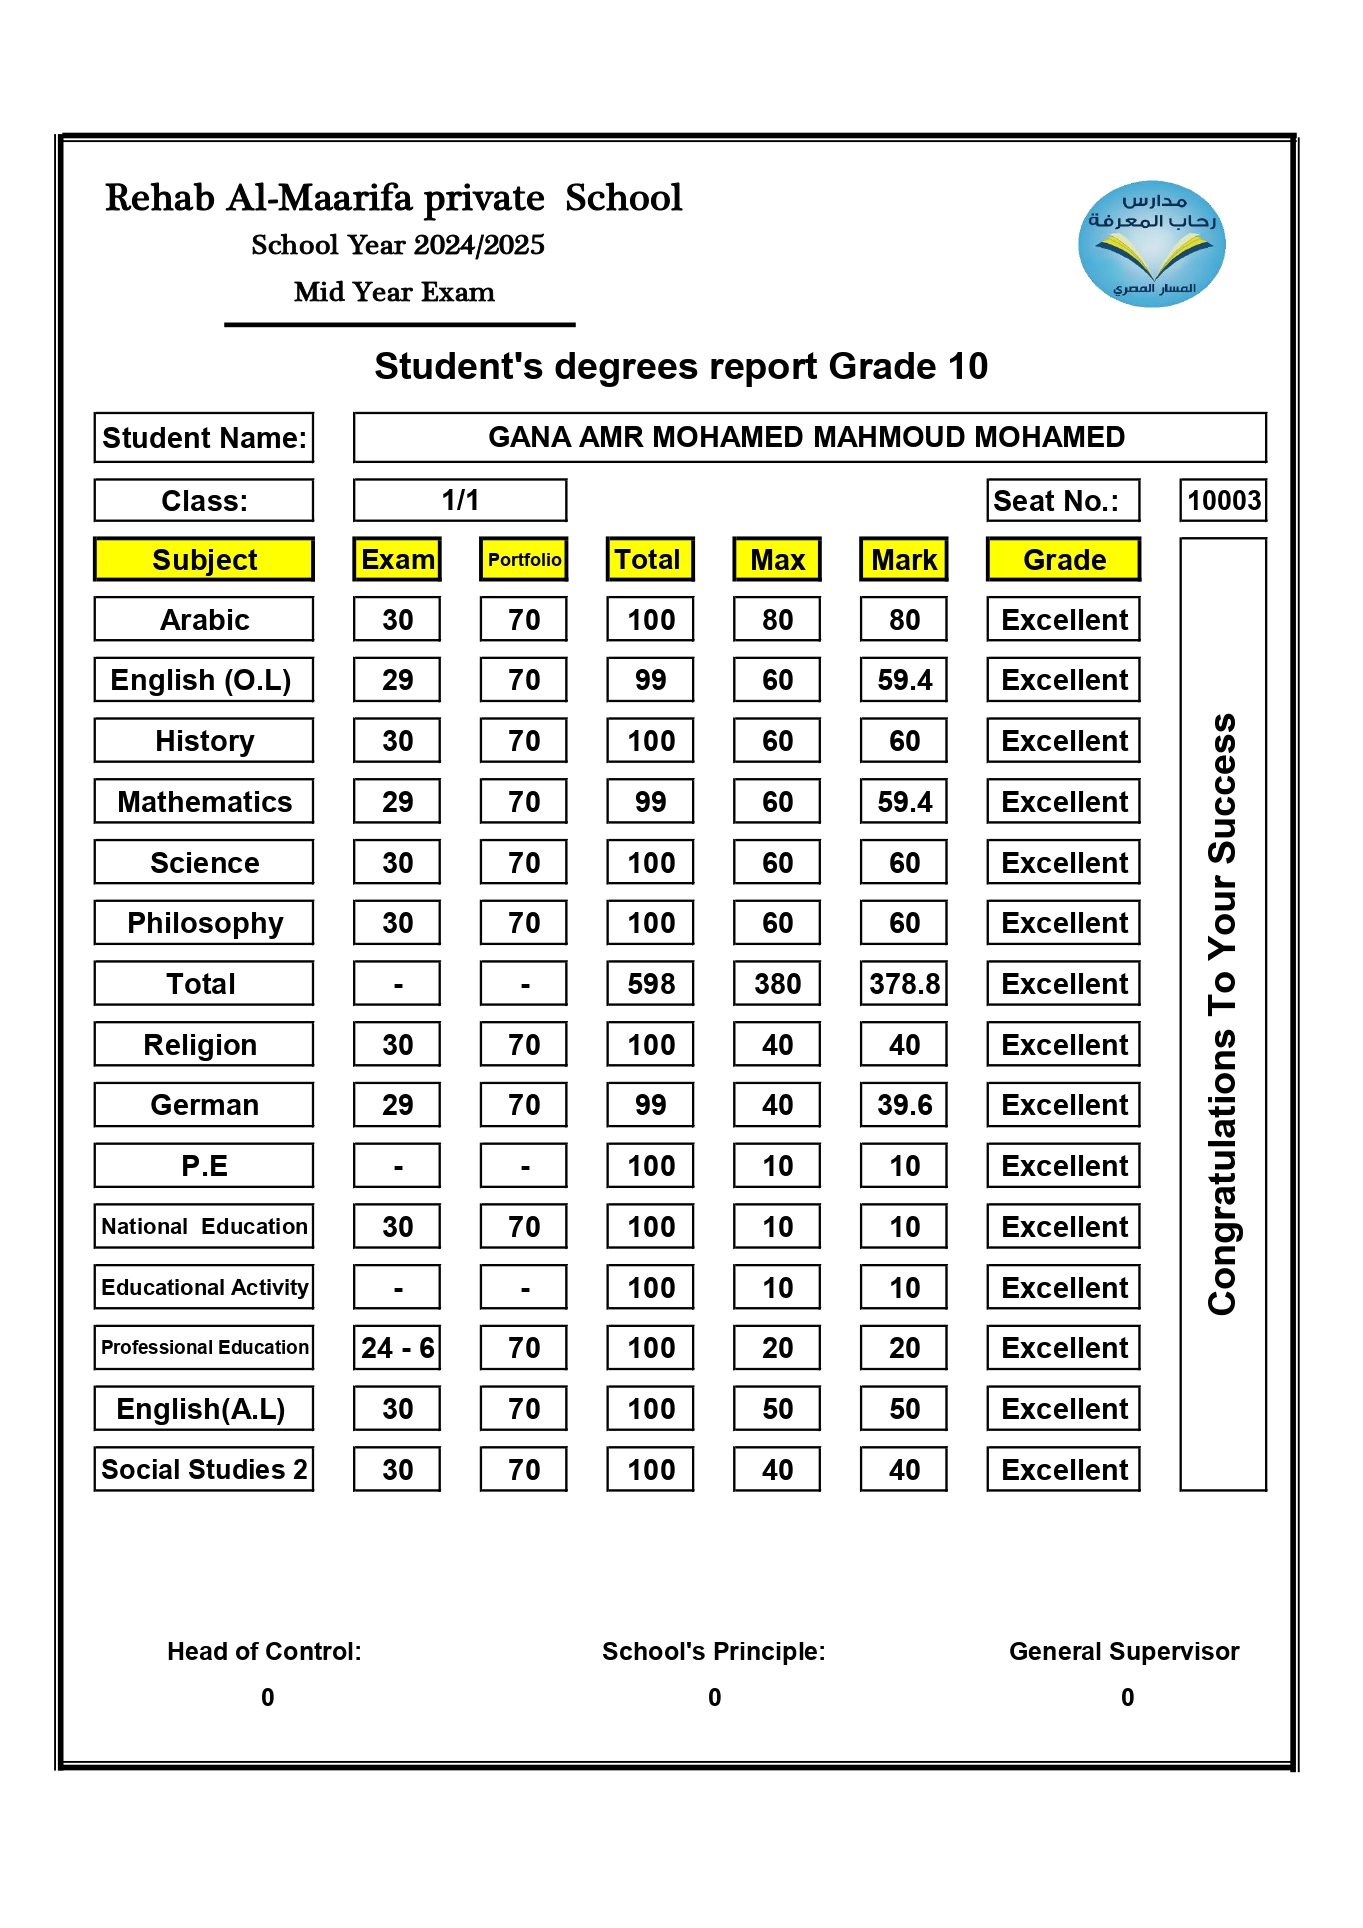 Rehab Al-Maarifa private School
School Year 2024/2025
Mid Year Exam
مدارس
رحاب المعرفة
المسار المصري
Student's degrees report Grade 10
Student Name: GANA AMR MOHAMED MAHMOUD MOHAMED
Class: 1/1 Seat No.: 10003
Subject Exam Portfolio Total Max Mark Grade
Arabic 30 70 100 80 80 Excellent
English (O.L) 29 70 99 60 59.4 Excellent
History 30 70 100 60 60 Excellent
Mathematics 29 70 99 60 59.4 Excellent
Science 30 70 100 60 60 Excellent
Philosophy 30 70 100 60 60 Excellent
Total - - 598 380 378.8 Excellent
Religion 30 70 100 40 40 Excellent
German 29 70 99 40 39.6 Excellent
P.E - - 100 10 10 Excellent
National Education 30 70 100 10 10 Excellent
Educational Activity - - 100 10 10 Excellent
Professional Education 24 - 6 70 100 20 20 Excellent
English(A.L) 30 70 100 50 50 Excellent
Social Studies 2 30 70 100 40 40 Excellent
Congratulations To Your Success
Head of Control: School's Principle: General Supervisor
0 0 0